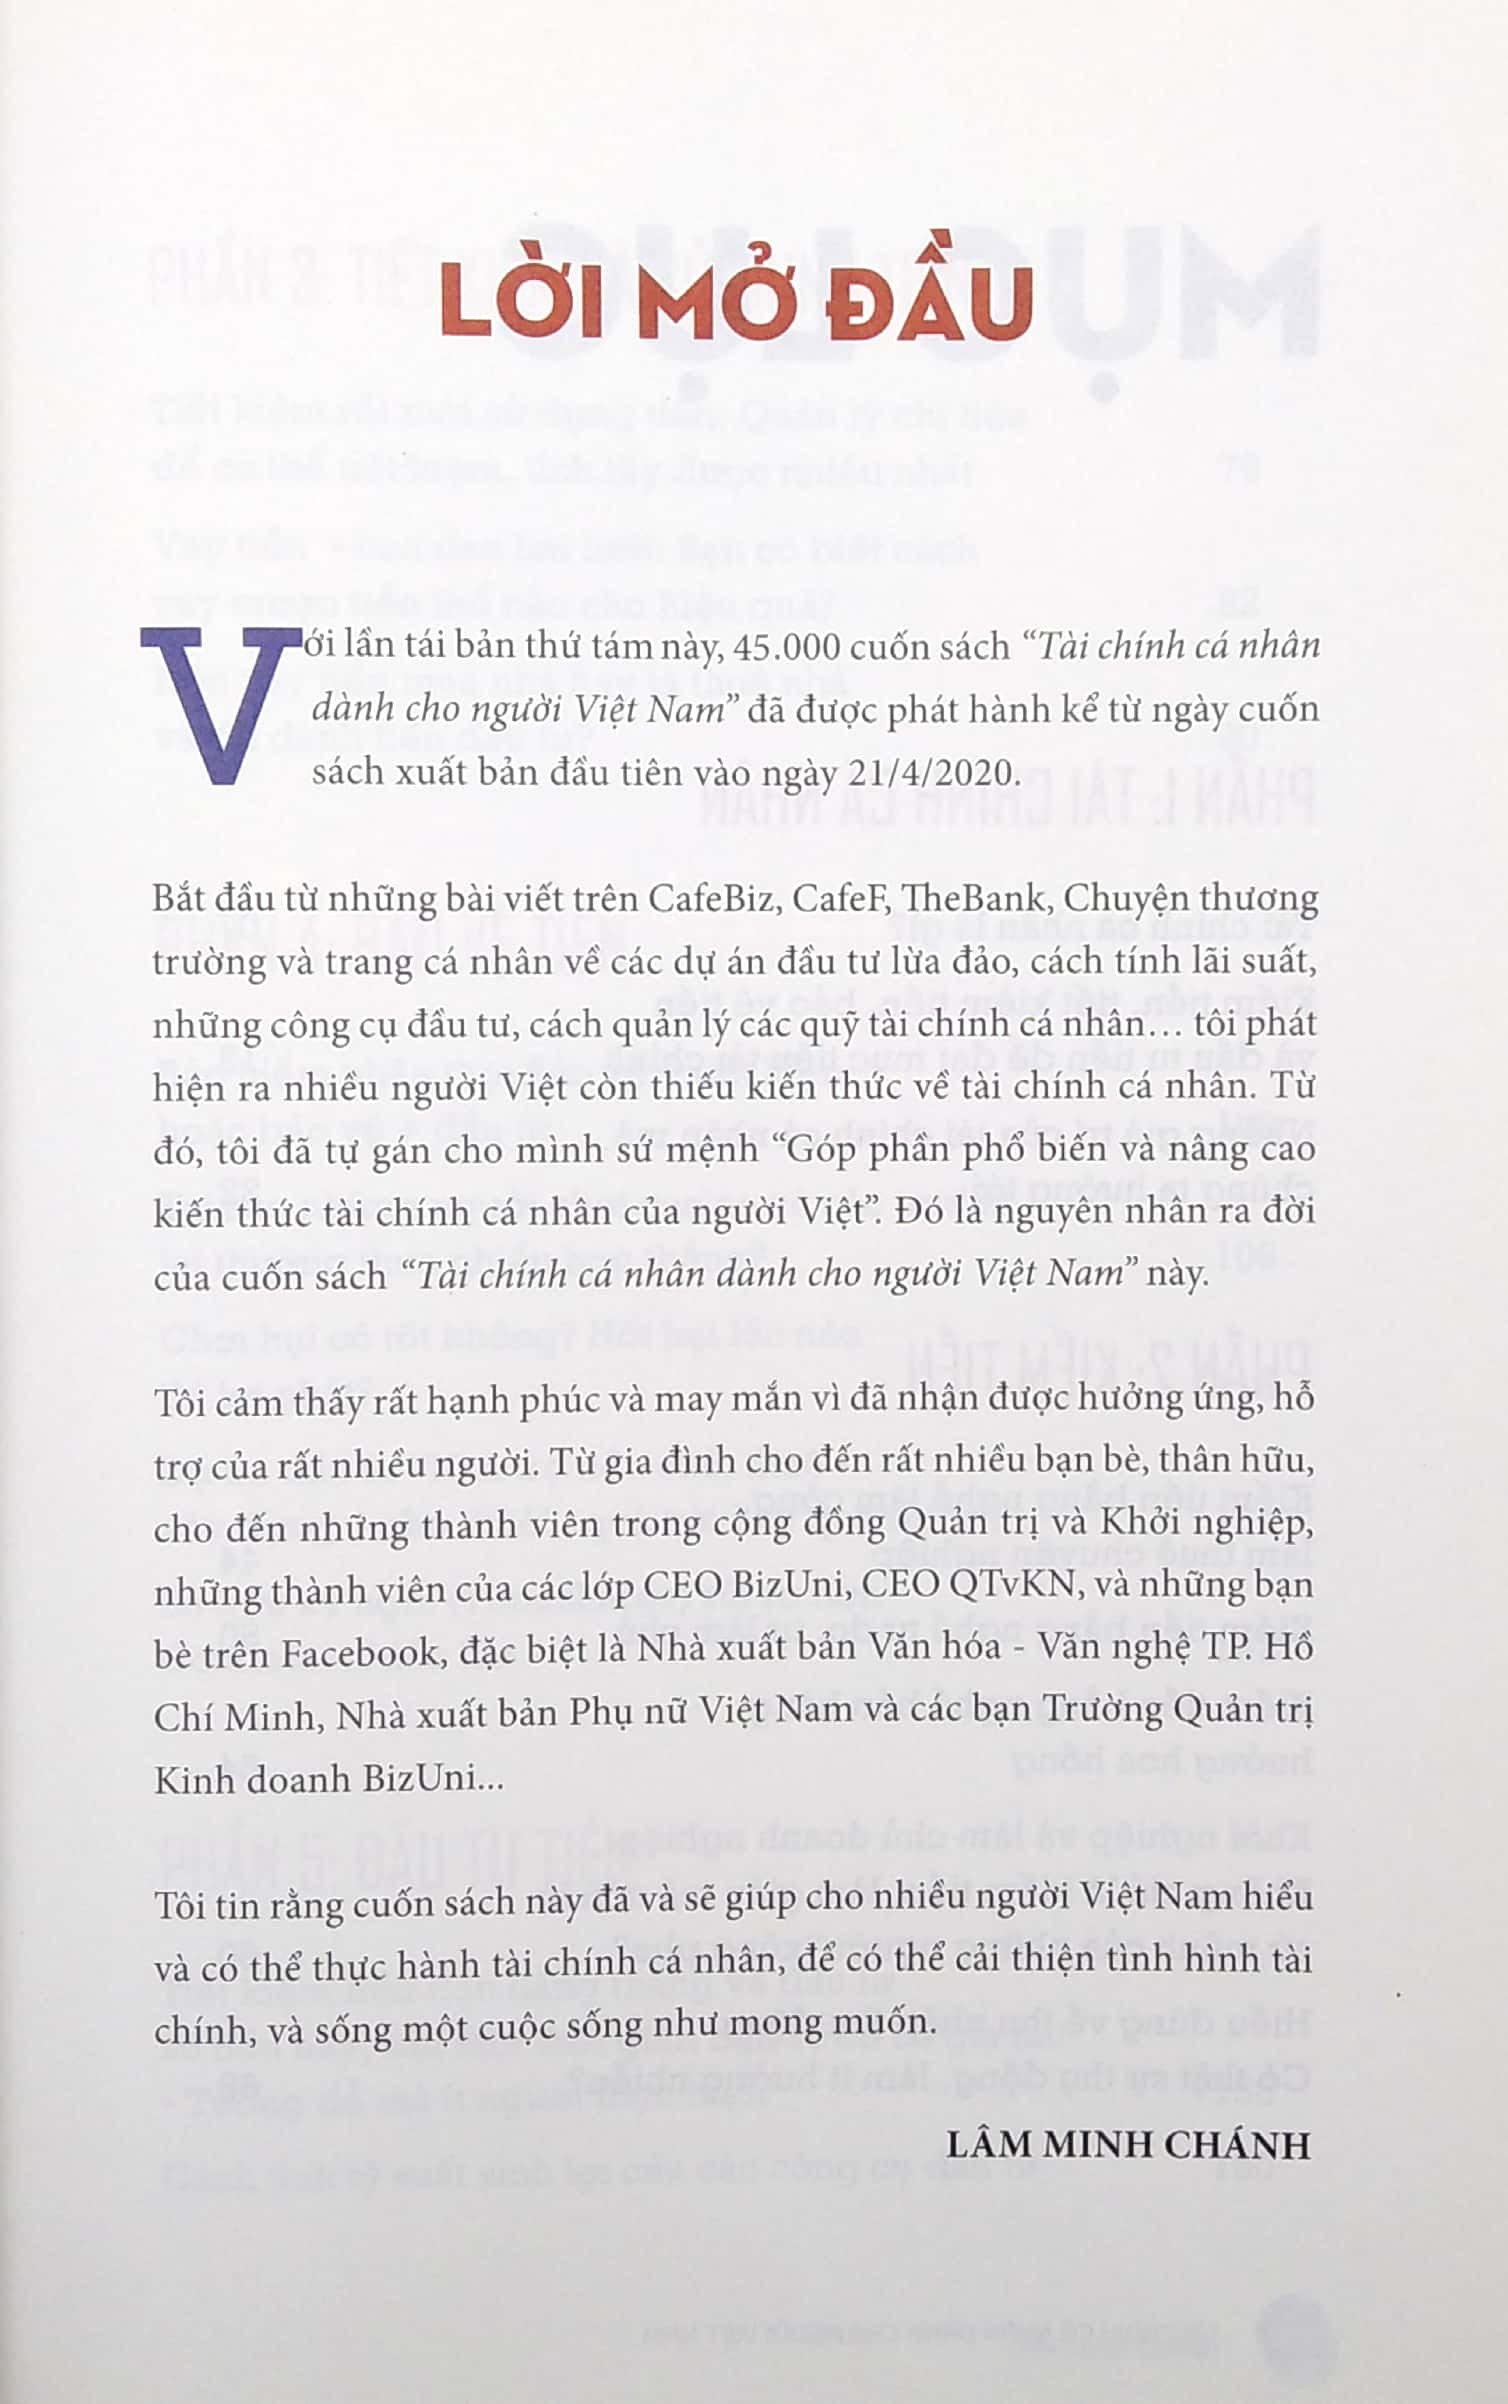 LỜI MỞ ĐẦU
Với lần tái bản thứ tám này, 45.000 cuốn sách “Tài chính cá nhân
dành cho người Việt Nam” đã được phát hành kể từ ngày cuốn
sách xuất bản đầu tiên vào ngày 21/4/2020.
Bắt đầu từ những bài viết trên CafeBiz, CafeF, TheBank, Chuyện thương
trường và trang cá nhân về các dự án đầu tư lừa đảo, cách tính lãi suất,
những công cụ đầu tư, cách quản lý các quỹ tài chính cá nhân… tôi phát
hiện ra nhiều người Việt còn thiếu kiến thức về tài chính cá nhân. Từ
đó, tôi đã tự gán cho mình sứ mệnh “Góp phần phổ biến và nâng cao
kiến thức tài chính cá nhân của người Việt”. Đó là nguyên nhân ra đời
của cuốn sách “Tài chính cá nhân dành cho người Việt Nam” này.
Tôi cảm thấy rất hạnh phúc và may mắn vì đã nhận được hưởng ứng, hỗ
trợ của rất nhiều người. Từ gia đình cho đến rất nhiều bạn bè, thân hữu,
cho đến những thành viên trong cộng đồng Quản trị và Khởi nghiệp,
những thành viên của các lớp CEO BizUni, CEO QTvKN, và những bạn
bè trên Facebook, đặc biệt là Nhà xuất bản Văn hóa - Văn nghệ TP. Hồ
Chí Minh, Nhà xuất bản Phụ nữ Việt Nam và các bạn Trường Quản trị
Kinh doanh BizUni...
Tôi tin rằng cuốn sách này đã và sẽ giúp cho nhiều người Việt Nam hiểu
và có thể thực hành tài chính cá nhân, để có thể cải thiện tình hình tài
chính, và sống một cuộc sống như mong muốn.
LÂM MINH CHÁNH